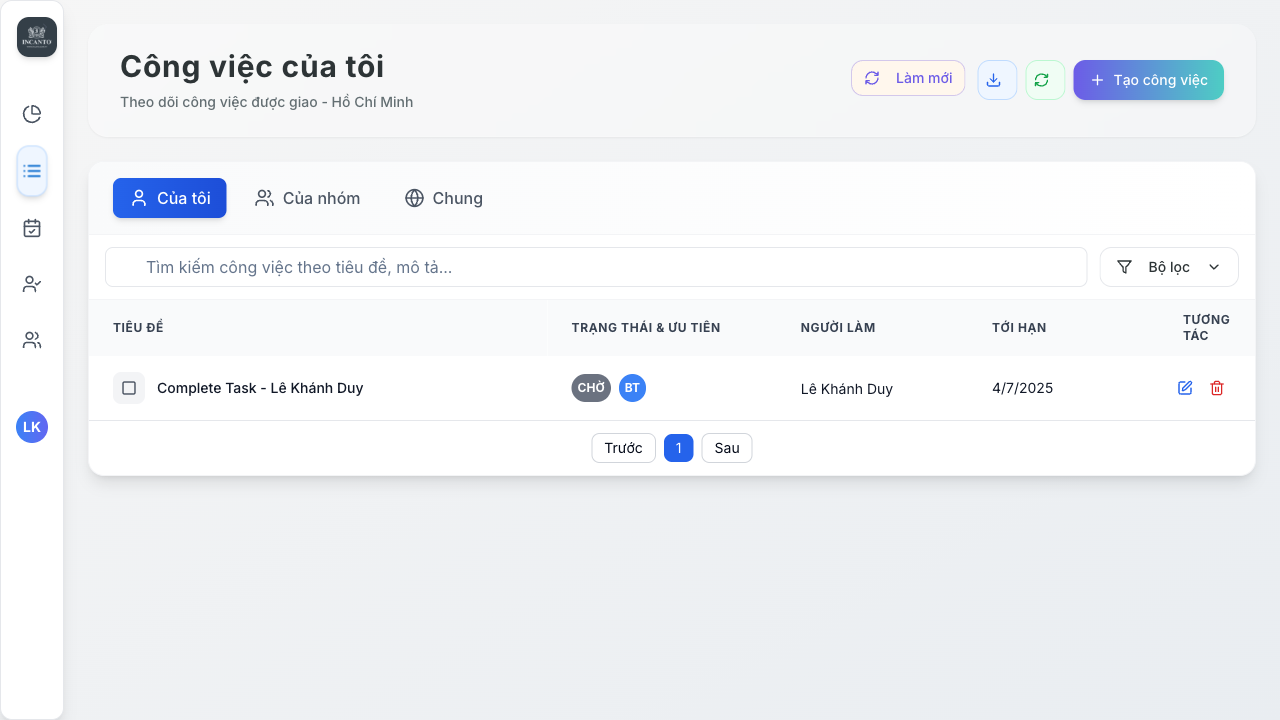 INCANTO
Công việc của tôi
Theo dõi công việc được giao - Hồ Chí Minh
Làm mới
Tạo công việc
Của tôi
Của nhóm
Chung
Tìm kiếm công việc theo tiêu đề, mô tả...
Bộ lọc
TIÊU ĐỀ
TRẠNG THÁI & ƯU TIÊN
NGƯỜI LÀM
TỚI HẠN
TƯƠNG
TÁC
Complete Task - Lê Khánh Duy
CHỜ
BT
Lê Khánh Duy
4/7/2025
LK
Trước
1
Sau